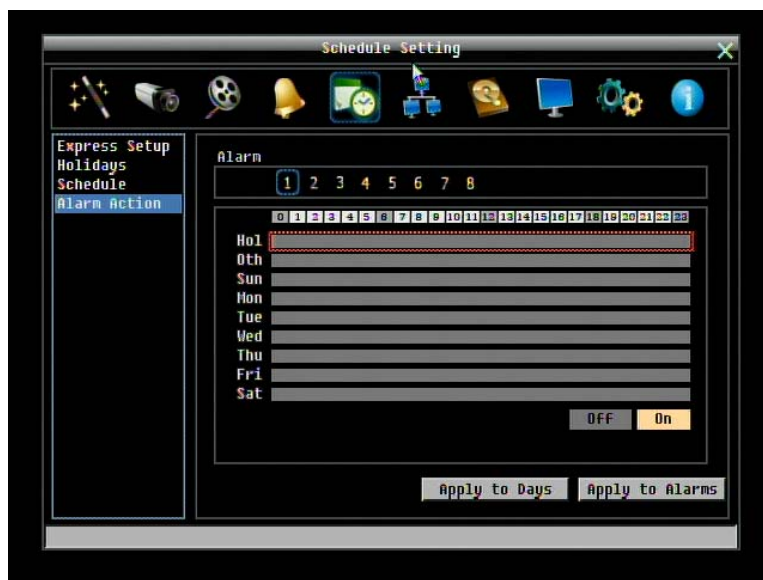 Schedule Setting
Express Setup
Holidays
Schedule
Alarm Action
Alarm
1 2 3 4 5 6 7 8
0 1 2 3 4 5 6 7 8 9 10 11 12 13 14 15 16 17 18 19 20 21 22 23
Hol
Oth
Sun
Mon
Tue
Wed
Thu
Fri
Sat
Off On
Apply to Days Apply to Alarms